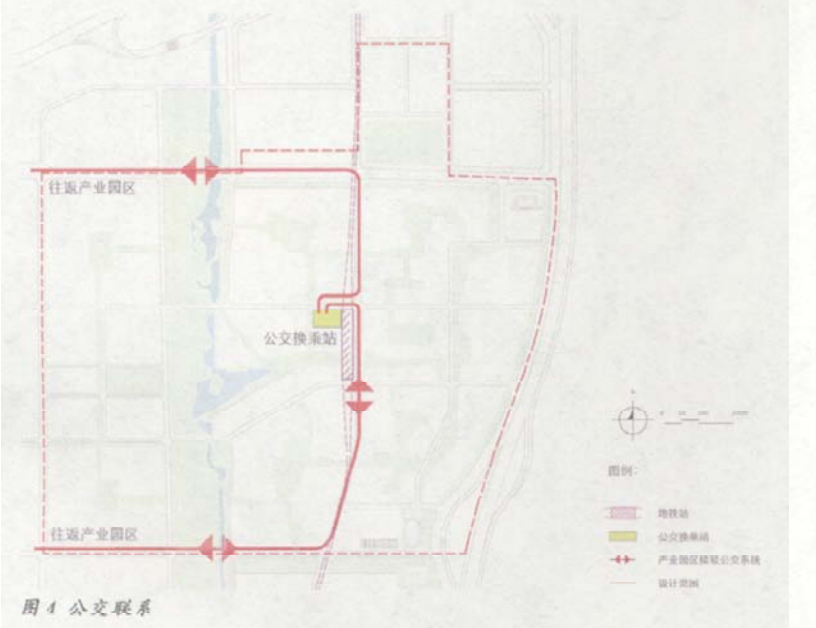 往返产业园区
公交换乘站
往返产业园区
图例：
地铁站
公交换乘站
产业园区接驳公交系统
设计范围
图 4 公交联系